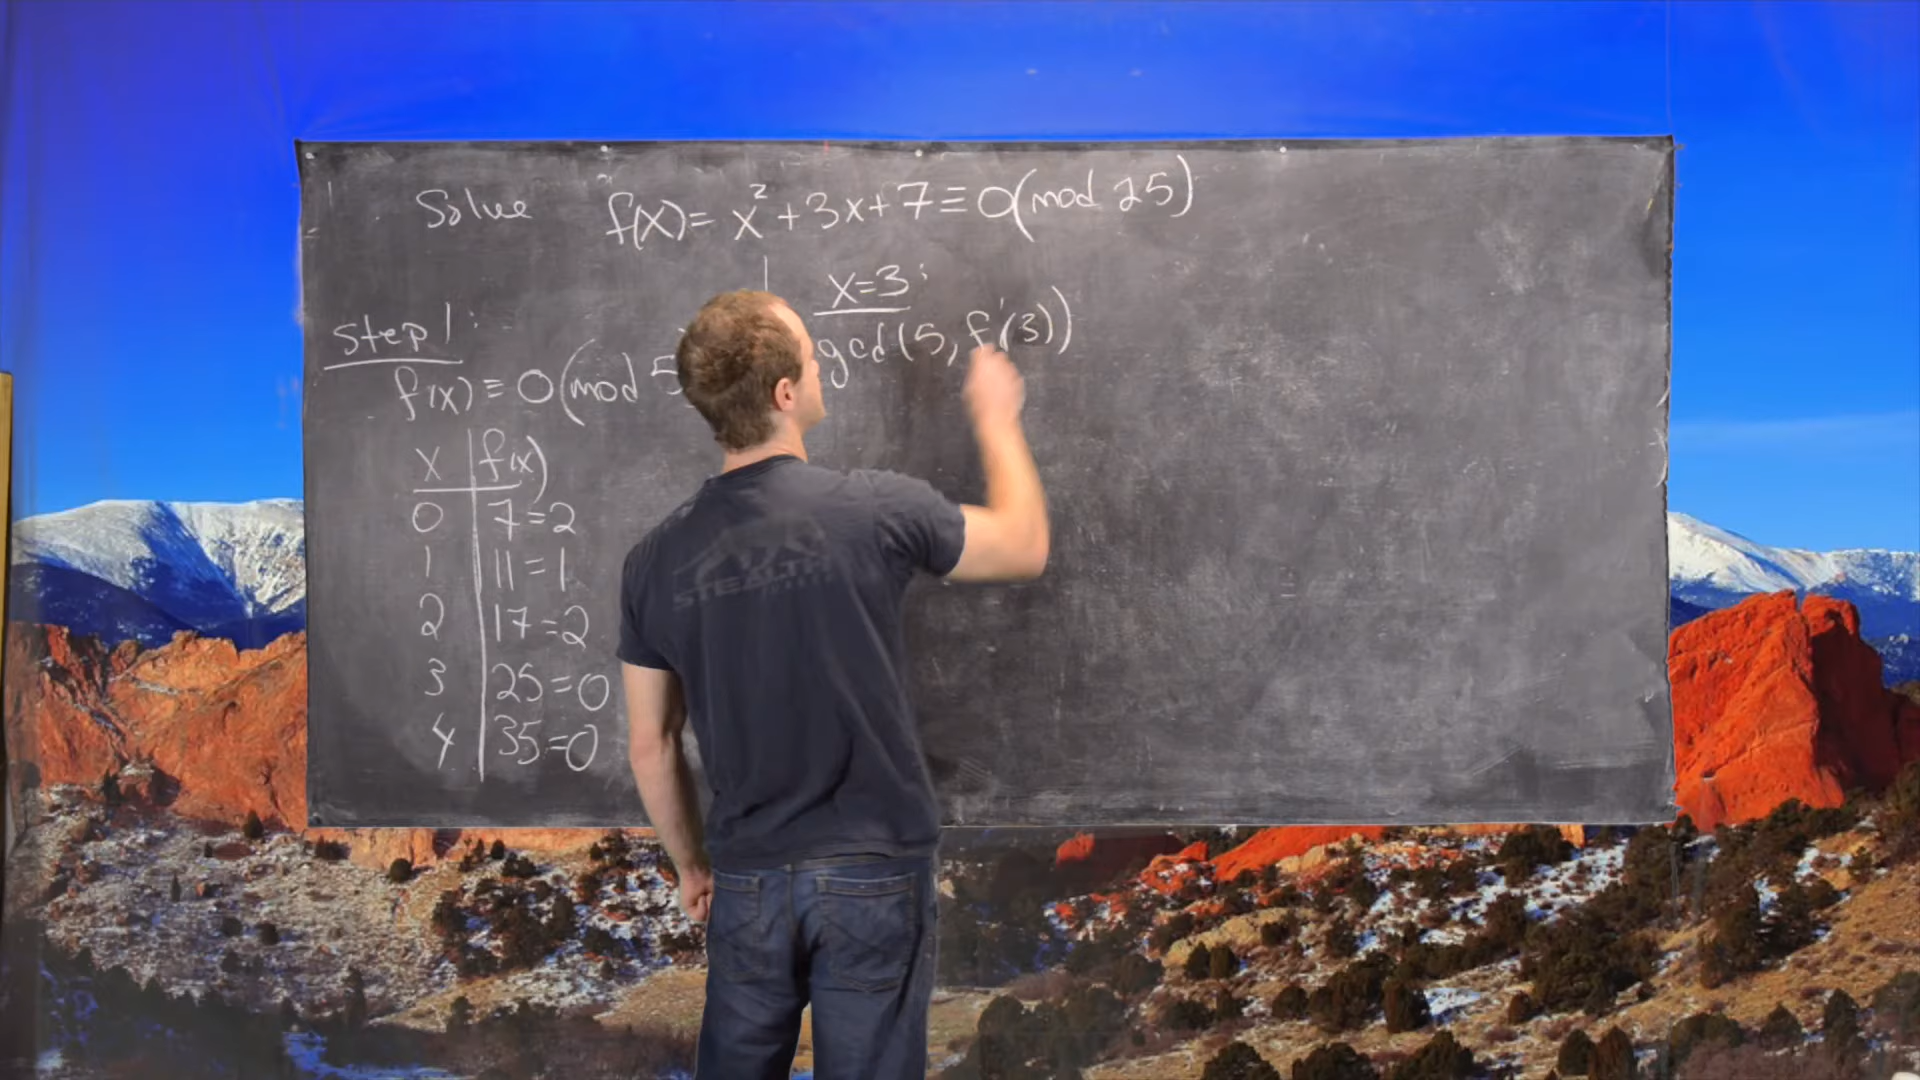 Solve f(x)= x²+3x+7≡0(mod 25)
Step 1:
f(x) ≡ 0(mod 5
x f(x)
0 7=2
1 11=1
2 17=2
3 25=0
4 35=0
x=3:
gcd(5, f'(3))
STEALTH